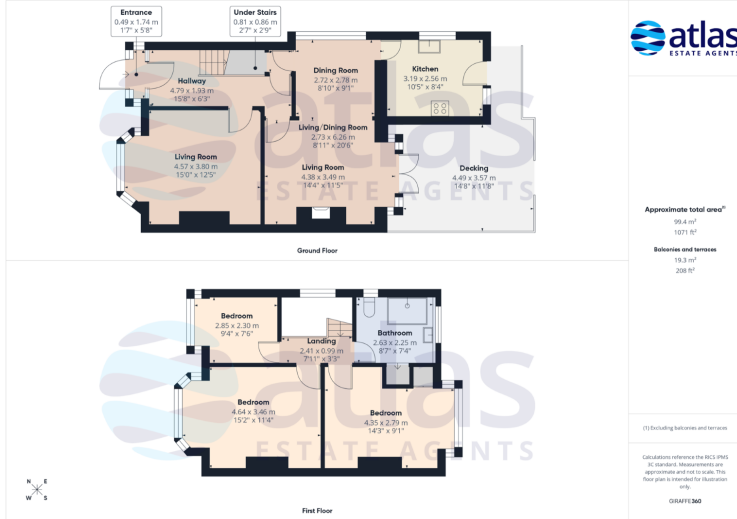 Entrance
0.49 x 1.74 m
1'7" x 5'8"
Under Stairs
0.81 x 0.86 m
2'7" x 2'9"
Hallway
4.79 x 1.93 m
15'8" x 6'3"
Dining Room
2.72 x 2.78 m
8'10" x 9'1"
Kitchen
3.19 x 2.56 m
10'5" x 8'4"
Living/Dining Room
2.73 x 6.26 m
8'11" x 20'6"
Living Room
4.57 x 3.80 m
15'0" x 12'5"
Living Room
4.38 x 3.49 m
14'4" x 11'5"
Decking
4.49 x 3.57 m
14'8" x 11'8"
atlas
ESTATE AGENTS
Ground Floor
Bedroom
2.85 x 2.30 m
9'4" x 7'6"
Landing
2.41 x 0.99 m
7'11" x 3'3"
Bathroom
2.63 x 2.25 m
8'7" x 7'4"
Bedroom
4.64 x 3.46 m
15'2" x 11'4"
Bedroom
4.35 x 2.79 m
14'3" x 9'1"
atlas
ESTATE AGENTS
N E
W S
First Floor
atlas
ESTATE AGENTS
Approximate total area(1)
99.4 m²
1071 ft²
Balconies and terraces
19.3 m²
208 ft²
(1) Excluding balconies and terraces
Calculations reference the RICS IPMS
3C standard. Measurements are
approximate and not to scale. This
floor plan is intended for illustration
only.
GIRAFFE360